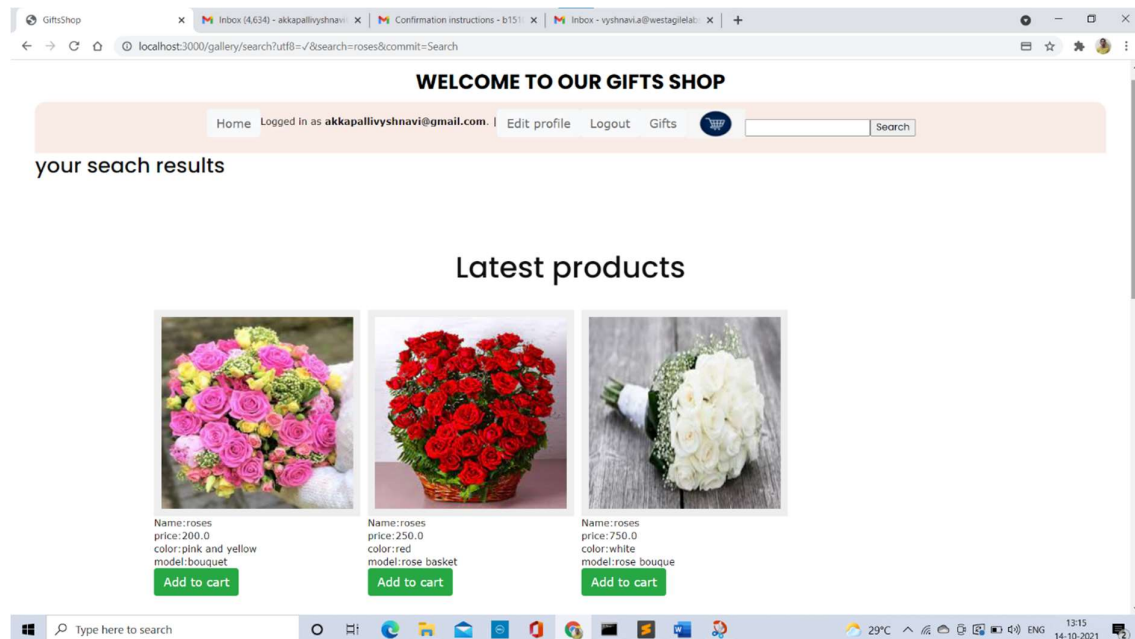 GiftsShop
Inbox (4,634) - akkapallivyshnavi
Confirmation instructions - b151
Inbox - vyshnavi.a@westagilelabs
localhost:3000/gallery/search?utf8=✓&search=roses&commit=Search
WELCOME TO OUR GIFTS SHOP
Home Logged in as akkapallivyshnavi@gmail.com. | Edit profile Logout Gifts Search
your seach results
Latest products
Name:roses
price:200.0
color:pink and yellow
model:bouquet
Add to cart
Name:roses
price:250.0
color:red
model:rose basket
Add to cart
Name:roses
price:750.0
color:white
model:rose bouque
Add to cart
Type here to search
29°C
ENG
13:15
14-10-2021